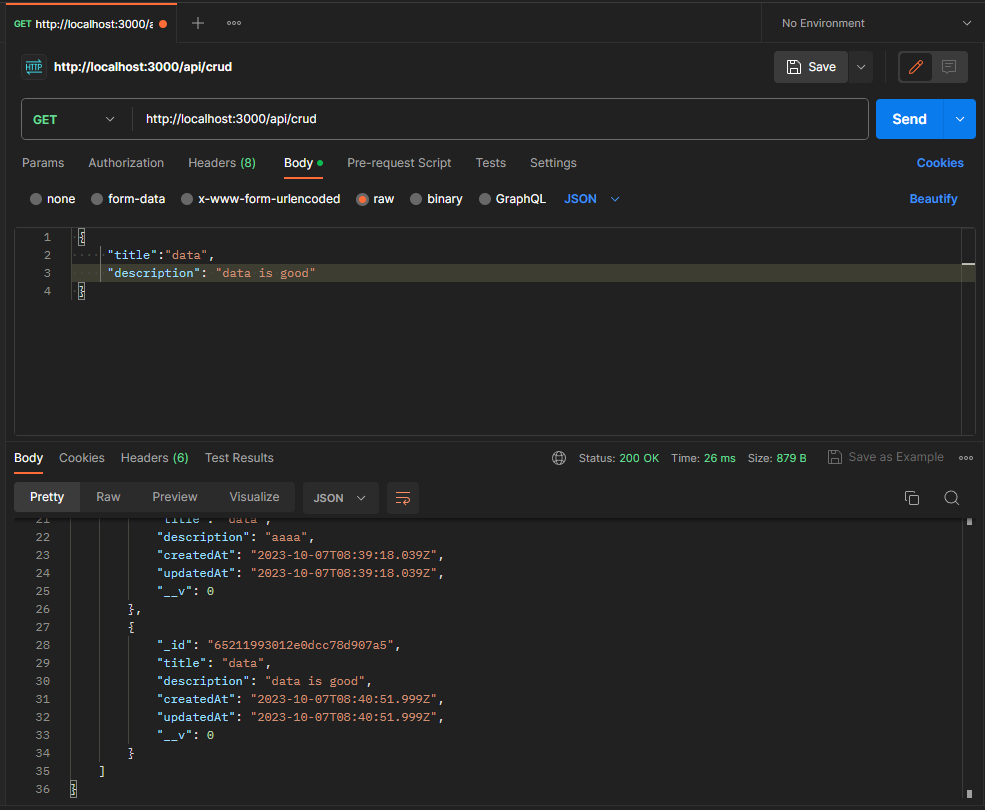 GET http://localhost:3000/a
No Environment
HTTP http://localhost:3000/api/crud
Save
GET http://localhost:3000/api/crud
Send
Params Authorization Headers (8) Body Pre-request Script Tests Settings Cookies
none form-data x-www-form-urlencoded raw binary GraphQL JSON Beautify
1 {
2 "title":"data",
3 "description": "data is good"
4 }
Body Cookies Headers (6) Test Results Status: 200 OK Time: 26 ms Size: 879 B Save as Example
Pretty Raw Preview Visualize JSON
21 "title": "data",
22 "description": "aaaa",
23 "createdAt": "2023-10-07T08:39:18.039Z",
24 "updatedAt": "2023-10-07T08:39:18.039Z",
25 "__v": 0
26 },
27 {
28 "_id": "65211993012e0dcc78d907a5",
29 "title": "data",
30 "description": "data is good",
31 "createdAt": "2023-10-07T08:40:51.999Z",
32 "updatedAt": "2023-10-07T08:40:51.999Z",
33 "__v": 0
34 }
35 ]
36 }